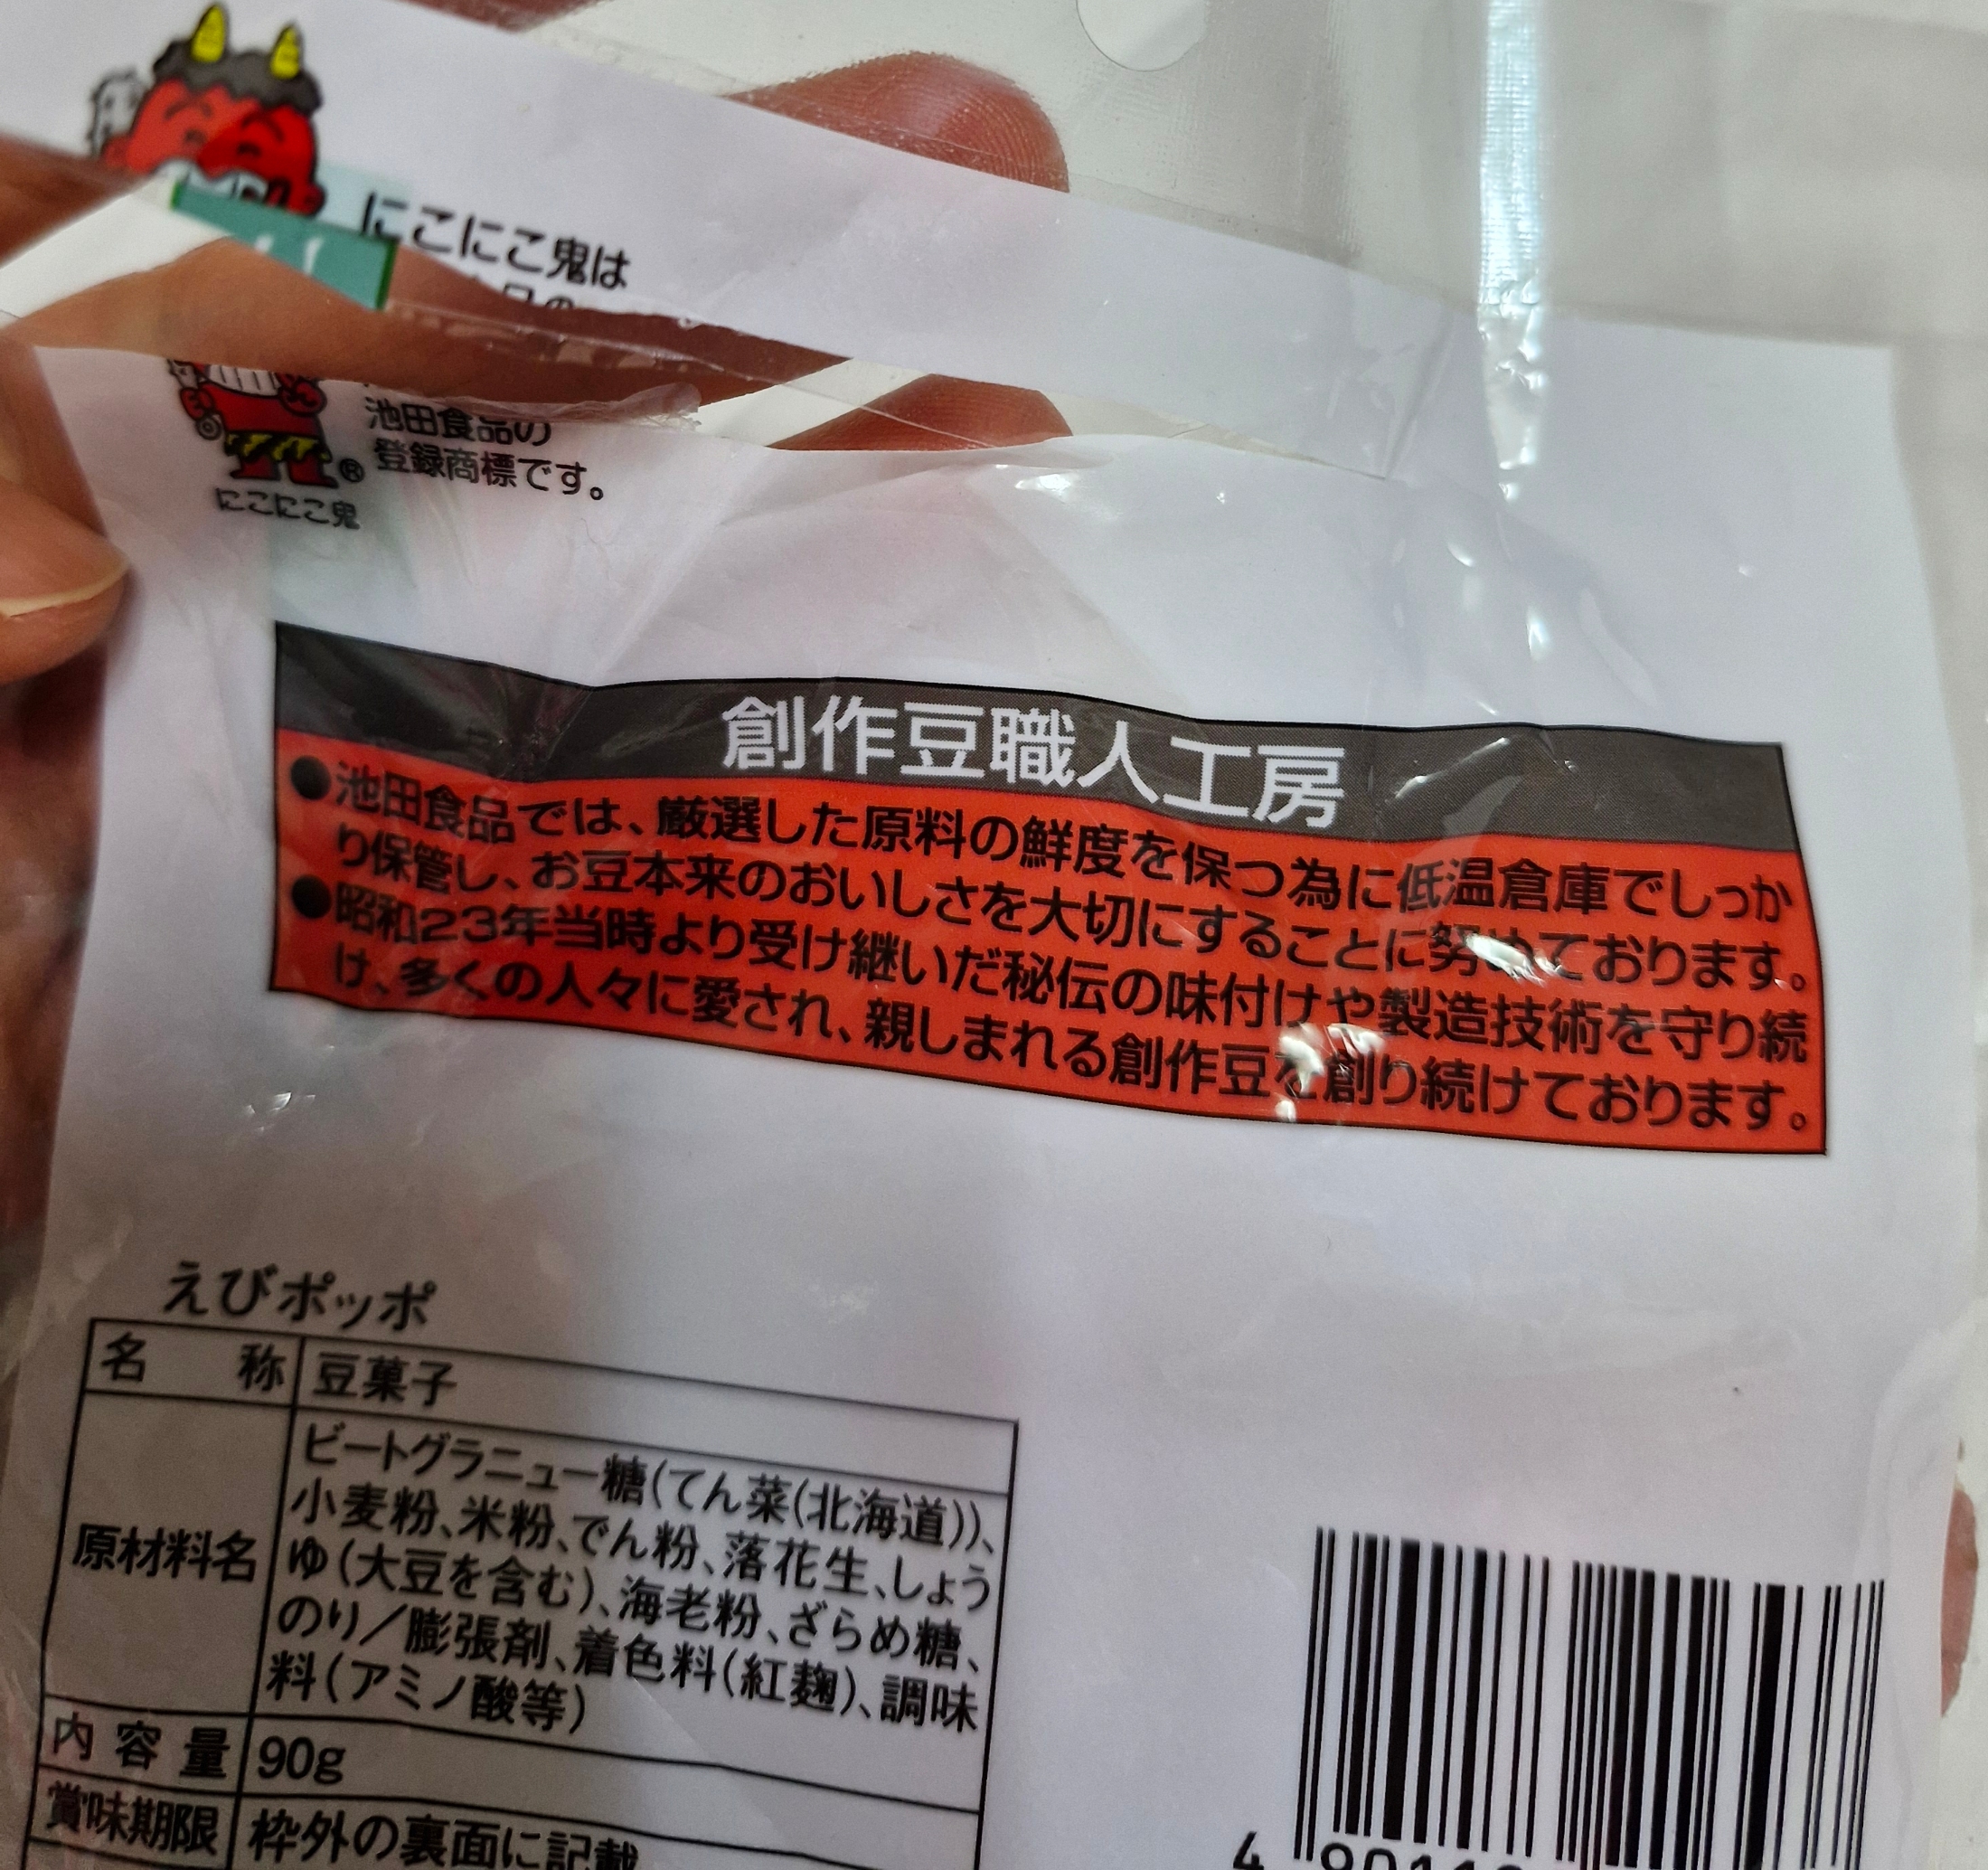 にこにこ鬼は
池田食品の
登録商標です。
®
にこにこ鬼
創作豆職人工房
●池田食品では、厳選した原料の鮮度を保つ為に低温倉庫でしっか
り保管し、お豆本来のおいしさを大切にすることに努めております。
●昭和23年当時より受け継いだ秘伝の味付けや製造技術を守り続
け、多くの人々に愛され、親しまれる創作豆を創り続けております。
えびポッポ
名称 豆菓子
原材料名 ビートグラニュー糖(てん菜(北海道))、
小麦粉、米粉、でん粉、落花生、しょう
ゆ(大豆を含む)、海老粉、ざらめ糖、
のり/膨張剤、着色料(紅麹)、調味
料(アミノ酸等)
内容量 90g
賞味期限 枠外の裏面に記載
4